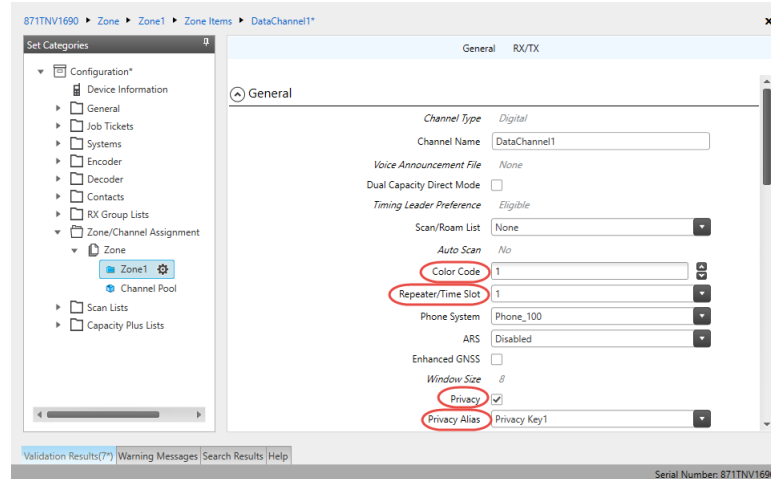 871TNV1690 Zone Zone1 Zone Items DataChannel1*
Set Categories
Configuration*
Device Information
General
Job Tickets
Systems
Encoder
Decoder
Contacts
RX Group Lists
Zone/Channel Assignment
Zone
Zone1
Channel Pool
Scan Lists
Capacity Plus Lists
General RX/TX
General
Channel Type Digital
Channel Name DataChannel1
Voice Announcement File None
Dual Capacity Direct Mode
Timing Leader Preference Eligible
Scan/Roam List None
Auto Scan No
Color Code 1
Repeater/Time Slot 1
Phone System Phone_100
ARS Disabled
Enhanced GNSS
Window Size 8
Privacy
Privacy Alias Privacy Key1
Validation Results(7*) Warning Messages Search Results Help
Serial Number: 871TNV1690